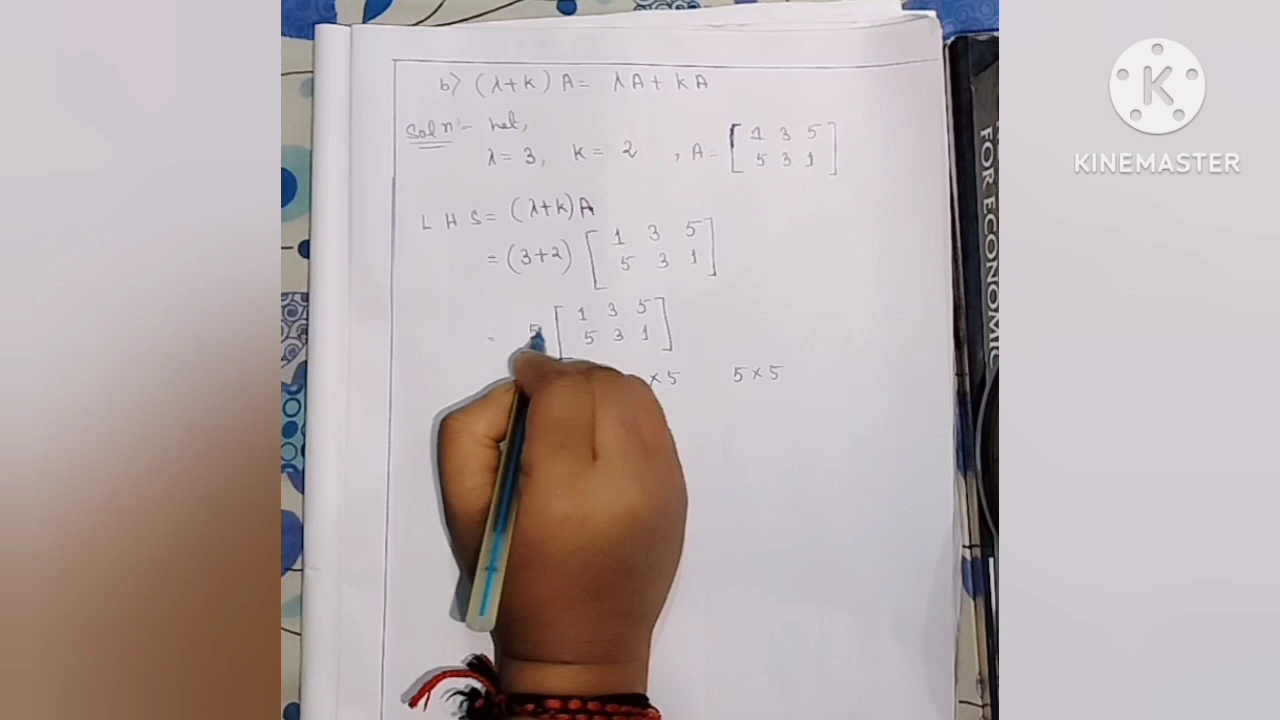 b) (λ+k) A = λA + kA
Solⁿ:- Let,
λ = 3, k = 2 , A = [ 1 3 5
5 3 1 ]
L H S = (λ+k)A
= (3+2) [ 1 3 5
5 3 1 ]
= 5 [ 1 3 5
5 3 1 ]
×5 5×5
KINEMASTER
FOR ECONOMIC